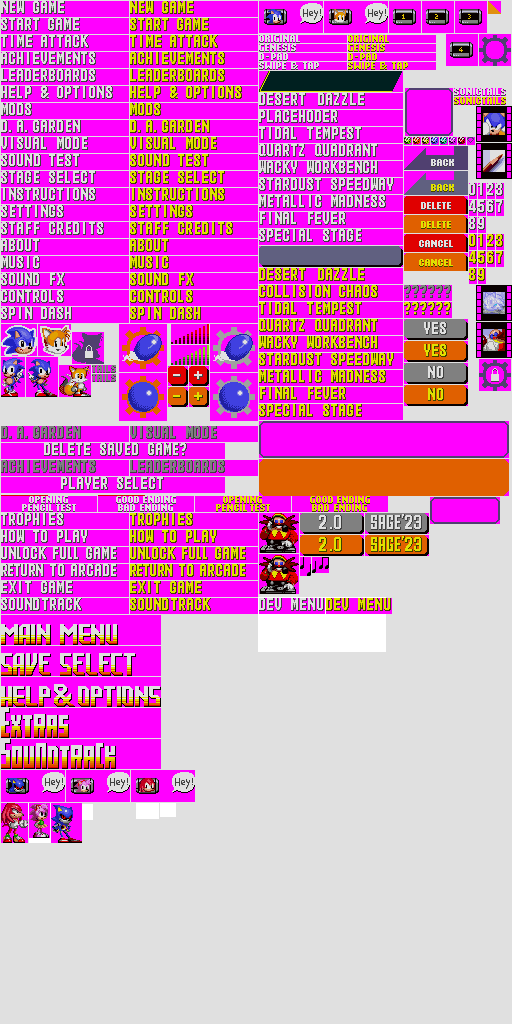 NEW GAME NEW GAME
START GAME START GAME
TIME ATTACK TIME ATTACK
ACHIEVEMENTS ACHIEVEMENTS
LEADERBOARDS LEADERBOARDS
HELP & OPTIONS HELP & OPTIONS
MODS MODS
D. A. GARDEN D. A. GARDEN
VISUAL MODE VISUAL MODE
SOUND TEST SOUND TEST
STAGE SELECT STAGE SELECT
INSTRUCTIONS INSTRUCTIONS
SETTINGS SETTINGS
STAFF CREDITS STAFF CREDITS
ABOUT ABOUT
MUSIC MUSIC
SOUND FX SOUND FX
CONTROLS CONTROLS
SPIN DASH SPIN DASH
Hey! Hey! 1 2 3
ORIGINAL ORIGINAL
GENESIS GENESIS
D-PAD D-PAD
SWIPE & TAP SWIPE & TAP
4
DESERT DAZZLE
PLACEHODER
TIDAL TEMPEST
QUARTZ QUADRANT
WACKY WORKBENCH
STARDUST SPEEDWAY
METALLIC MADNESS
FINAL FEVER
SPECIAL STAGE
DESERT DAZZLE
COLLISION CHAOS
TIDAL TEMPEST
QUARTZ QUADRANT
WACKY WORKBENCH
STARDUST SPEEDWAY
METALLIC MADNESS
FINAL FEVER
SPECIAL STAGE
SONICTAILS
SONICTAILS
BACK
BACK
DELETE
DELETE
CANCEL
CANCEL
0123
4567
89
0123
4567
89
??????
??????
YES
YES
NO
NO
D. A. GARDEN VISUAL MODE
DELETE SAVED GAME?
ACHIEVEMENTS LEADERBOARDS
PLAYER SELECT
OPENING GOOD ENDING OPENING GOOD ENDING
PENCIL TEST BAD ENDING PENCIL TEST BAD ENDING
TROPHIES TROPHIES
HOW TO PLAY HOW TO PLAY
UNLOCK FULL GAME UNLOCK FULL GAME
RETURN TO ARCADE RETURN TO ARCADE
EXIT GAME EXIT GAME
SOUNDTRACK SOUNDTRACK
2.0 SAGE'23
2.0 SAGE'23
DEV MENU DEV MENU
MAIN MENU
SAVE SELECT
HELP & OPTIONS
EXTRAS
SOUNDTRACK
Hey! Hey! Hey!